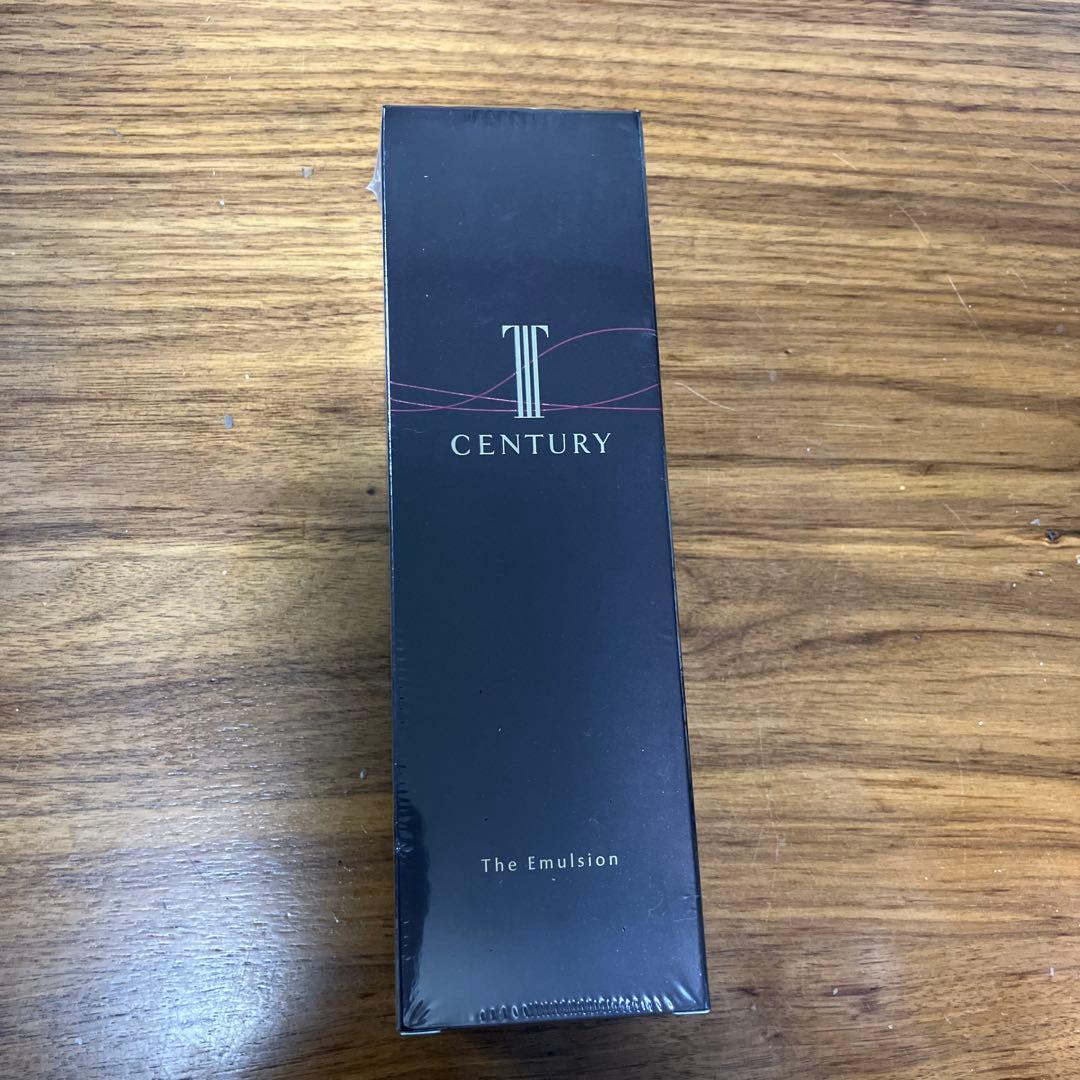 T
CENTURY
The Emulsion